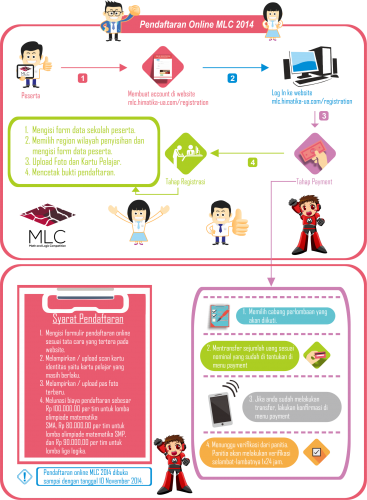 Pendaftaran Online MLC 2014
MLC
1
2
Peserta
Membuat account di website
mlc.himatika-ua.com/registration
Log In ke website
mlc.himatika-ua.com/registration
3
1. Mengisi form data sekolah peserta.
2. Memilih region wilayah penyisihan dan
mengisi form data peserta.
3. Upload Foto dan Kartu Pelajar.
4. Mencetak bukti pendaftaran.
4
Tahap Registrasi
Tahap Payment
MLC
Mathematic Logic Competition
Syarat Pendaftaran
1. Mengisi formulir pendaftaran online
sesuai tata cara yang tertera pada
website.
2. Melampirkan / upload scan kartu
identitas yaitu kartu pelajar yang
masih berlaku.
3. Melampirkan / upload pas foto
terbaru.
4. Melunasi biaya pendaftaran sebesar
Rp 100.000,00 per tim untuk lomba
olimpiade matematika
SMA, Rp 80.000,00 per tim untuk
lomba olimpiade matematika SMP,
dan Rp 90.000,00 per tim untuk
lomba liga logika.
Pendaftaran online MLC 2014 dibuka
sampai dengan tanggal 10 November 2014.
1. Memilih cabang perlombaan yang
akan diikuti.
2. Mentransfer sejumlah uang sesuai
nominal yang sudah di tentukan di
menu payment
3. Jika anda sudah melakukan
transfer, lakukan konfirmasi di
menu payment
4. Menunggu verifikasi dari panitia.
Panitia akan melakukan verifikasi
selambat lambatnya 1x24 jam.